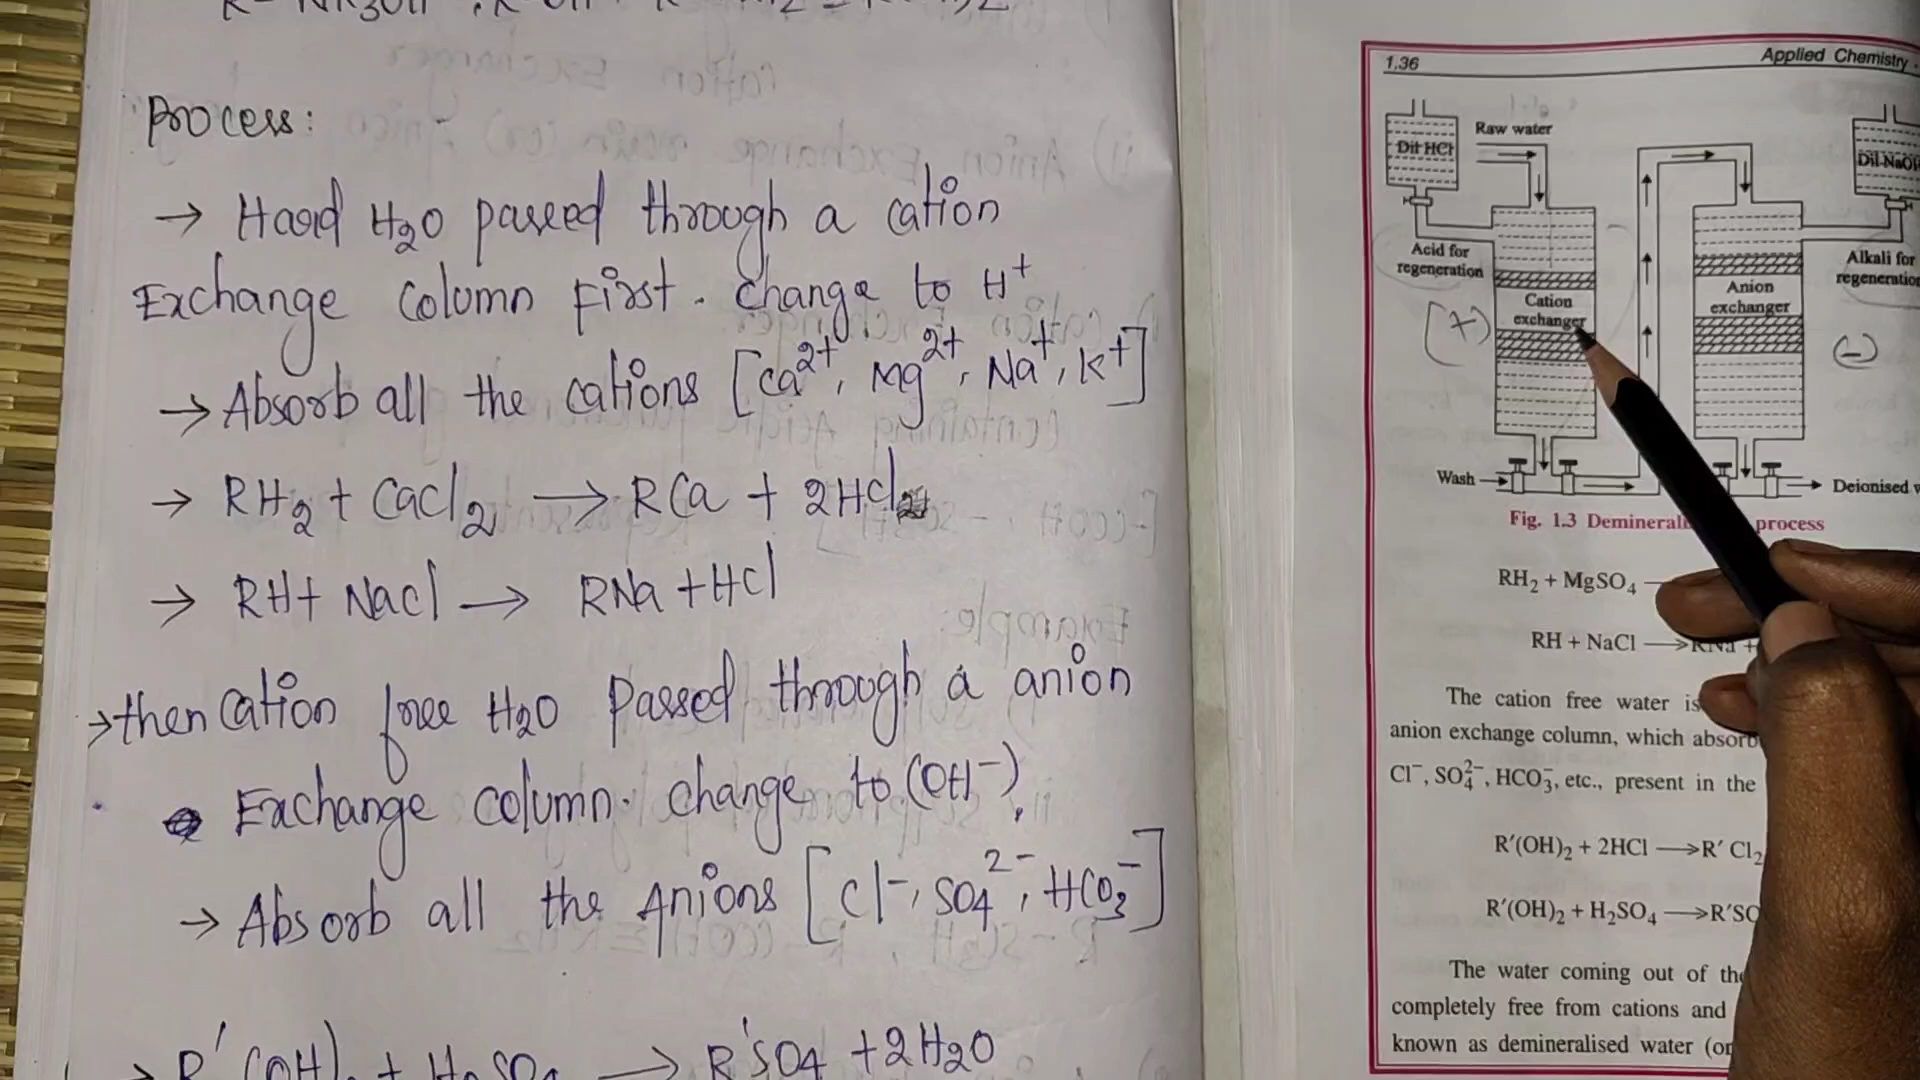 Process:
→ Hard H2O passed through a cation
Exchange Column First. Change to H+
→ Absorb all the cations [Ca2+, Mg2+, Na+, K+]
→ RH2 + CaCl2 → RCa + 2HCl
→ RH + NaCl → RNa + HCl
→ then Cation free H2O Passed through a anion
Exchange column. change to (OH-).
→ Absorb all the Anions [Cl-, SO4 2-, HCO3-]
→ R'SO4 + 2H2O
1.36 Applied Chemistry -
Raw water
Dil HCl
Dil NaOH
Acid for
regeneration
Cation
exchanger
[+]
Anion
exchanger
Alkali for
regeneration
(-)
Wash
Deionised
Fig. 1.3 process
RH2 + MgSO4
RH + NaCl → RNa +
The cation free water is
anion exchange column, which absorb
Cl−, SO4 2−, HCO3−, etc., present in the
R′(OH)2 + 2HCl → R′ Cl2
R′(OH)2 + H2SO4 →
The water coming out of the
completely free from cations and
known as demineralised water (or